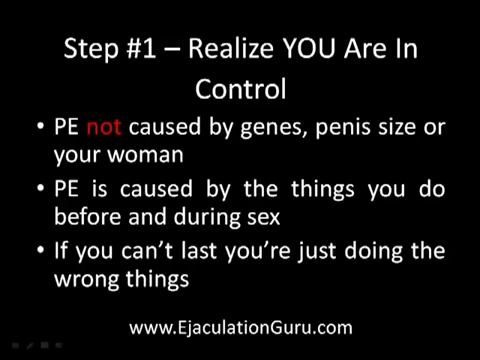 Step #1 – Realize YOU Are In
Control
• PE not caused by genes, penis size or
your woman
• PE is caused by the things you do
before and during sex
• If you can't last you're just doing the
wrong things
www.EjaculationGuru.com